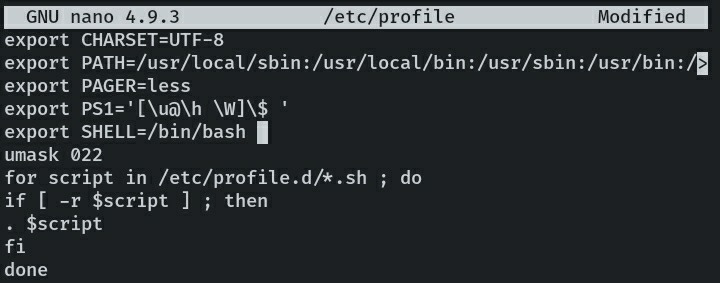 GNU nano 4.9.3 /etc/profile Modified
export CHARSET=UTF-8
export PATH=/usr/local/sbin:/usr/local/bin:/usr/sbin:/usr/bin:/>
export PAGER=less
export PS1='[\u@\h \W]\$ '
export SHELL=/bin/bash
umask 022
for script in /etc/profile.d/*.sh ; do
if [ -r $script ] ; then
. $script
fi
done